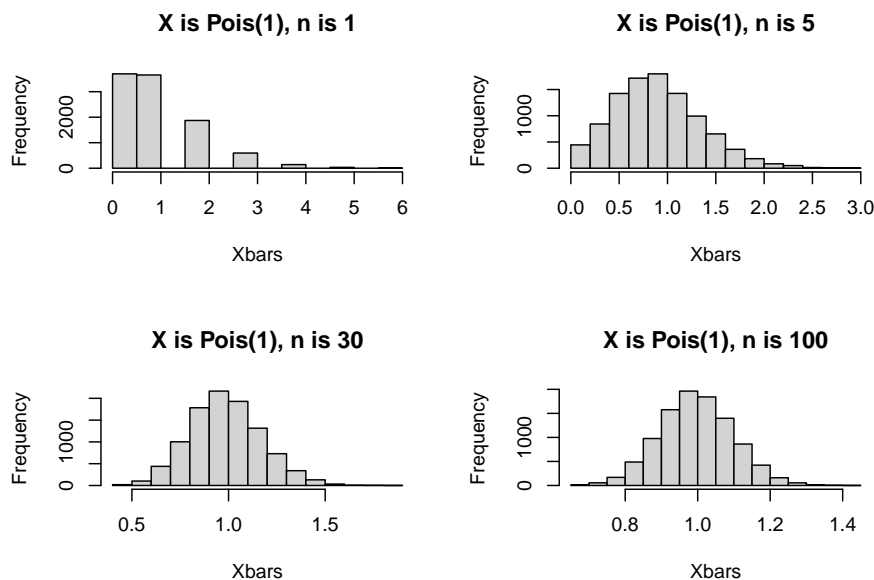 X is Pois(1), n is 1
Frequency
0 2000
0 1 2 3 4 5 6
Xbars
X is Pois(1), n is 5
Frequency
0 1000
0.0 0.5 1.0 1.5 2.0 2.5 3.0
Xbars
X is Pois(1), n is 30
Frequency
0 1000
0.5 1.0 1.5
Xbars
X is Pois(1), n is 100
Frequency
0 1000
0.8 1.0 1.2 1.4
Xbars